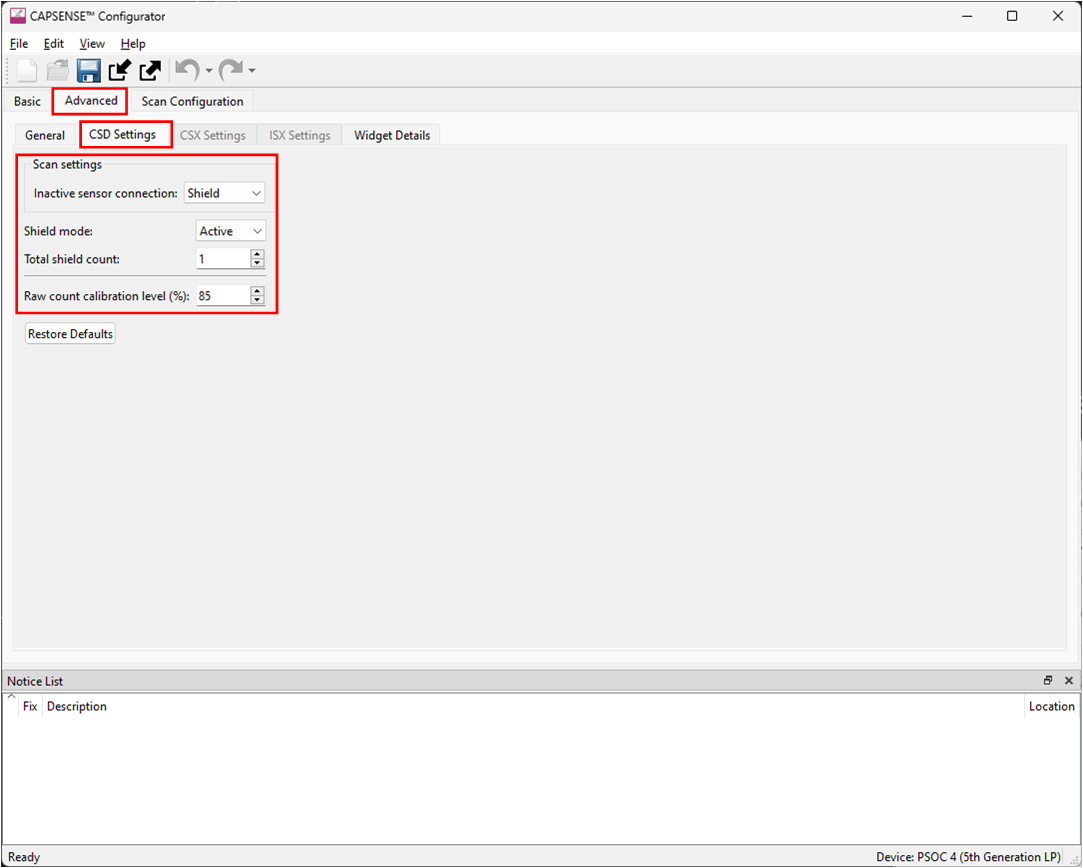 CAPSENSE™ Configurator
File Edit View Help
Basic Advanced Scan Configuration
General CSD Settings CSX Settings ISX Settings Widget Details
Scan settings
Inactive sensor connection: Shield
Shield mode: Active
Total shield count: 1
Raw count calibration level (%): 85
Restore Defaults
Notice List
Fix Description Location
Ready Device: PSOC 4 (5th Generation LP)